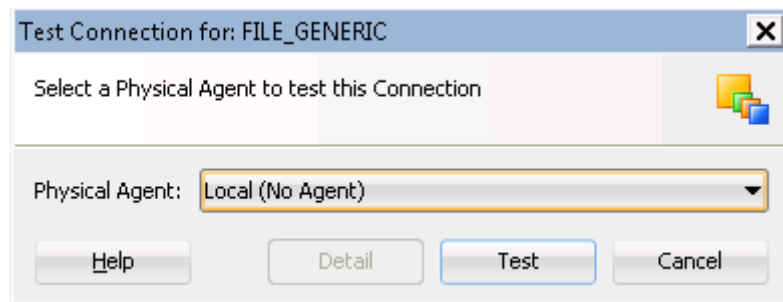 Test Connection for: FILE_GENERIC
Select a Physical Agent to test this Connection
Physical Agent: Local (No Agent)
Help Detail Test Cancel